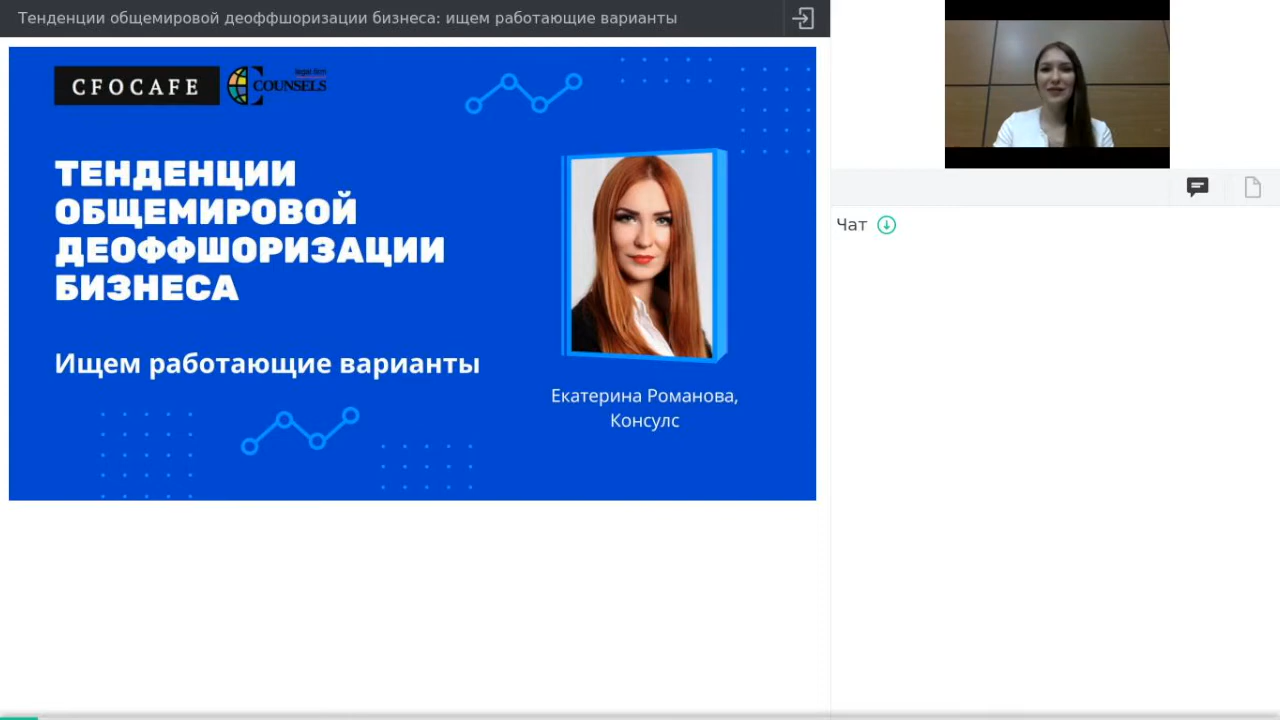 Тенденции общемировой деоффшоризации бизнеса: ищем работающие варианты
CFOCAFE
legal firm
COUNSELS
ТЕНДЕНЦИИ
ОБЩЕМИРОВОЙ
ДЕОФФШОРИЗАЦИИ
БИЗНЕСА
Ищем работающие варианты
Екатерина Романова,
Консулс
Чат